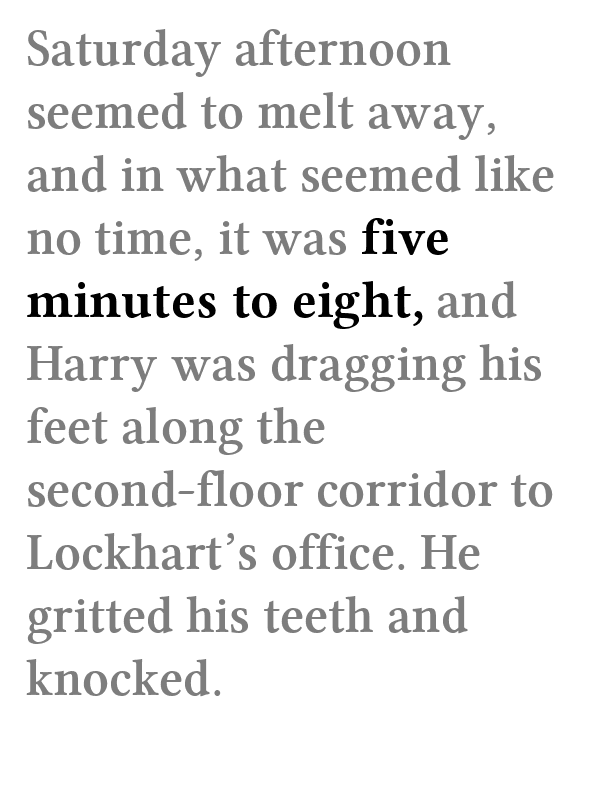 Saturday afternoon
seemed to melt away,
and in what seemed like
no time, it was five
minutes to eight, and
Harry was dragging his
feet along the
second-floor corridor to
Lockhart’s office. He
gritted his teeth and
knocked.